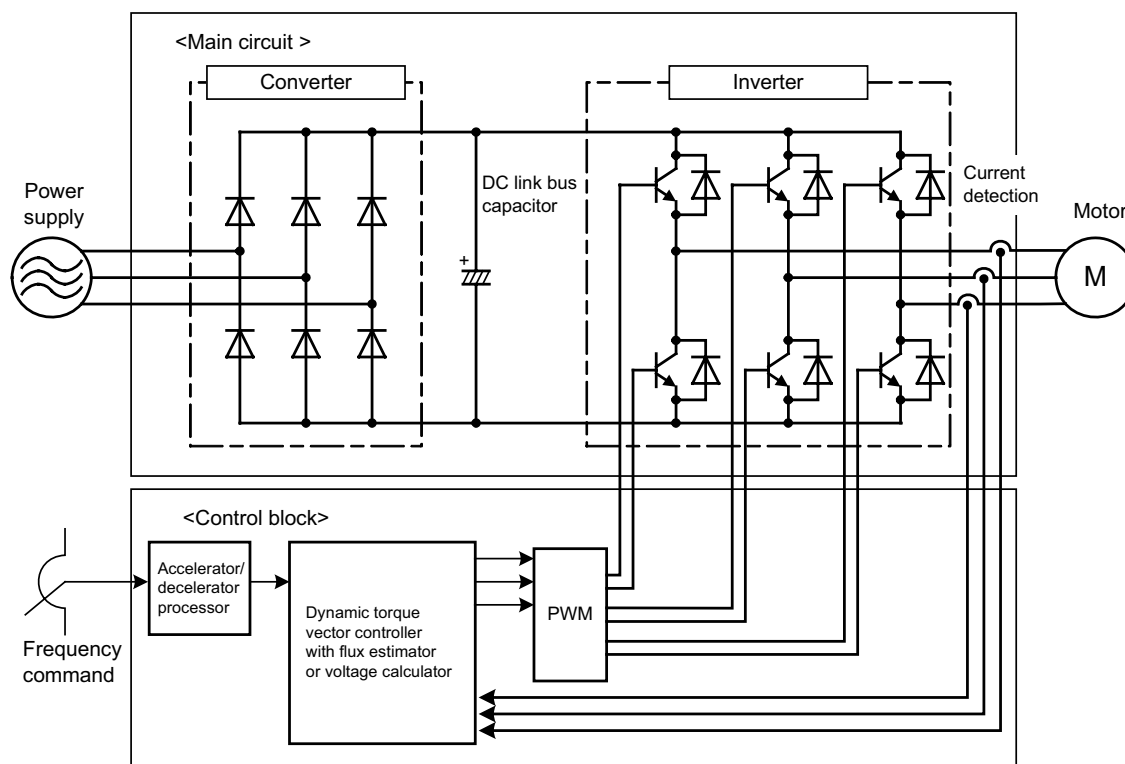 <Main circuit >
Converter
Inverter
Power
supply
DC link bus
capacitor
+
Current
detection
Motor
M
<Control block>
Accelerator/
decelerator
processor
Dynamic torque
vector controller
with flux estimator
or voltage calculator
PWM
Frequency
command